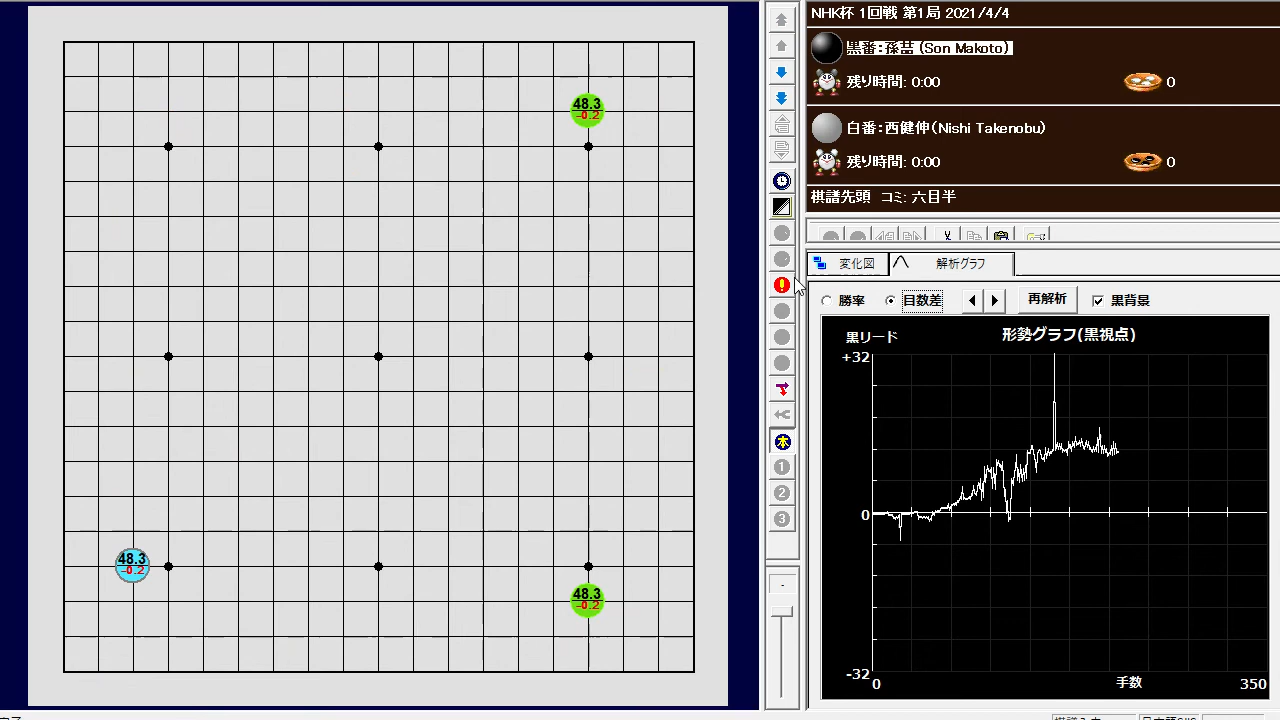 NHK杯 1回戦 第1局 2021/4/4
黒番:孫喆 (Son Makoto)
残り時間: 0:00
0
白番:西健伸(Nishi Takenobu)
残り時間: 0:00
0
棋譜先頭 コミ: 六目半
変化図
解析グラフ
勝率
目数差
再解析
黒背景
黒リード
形勢グラフ(黒視点)
+32
0
-32
0
手数
350
48.3
-0.2
48.3
-0.2
48.3
-0.2
1
2
3
-